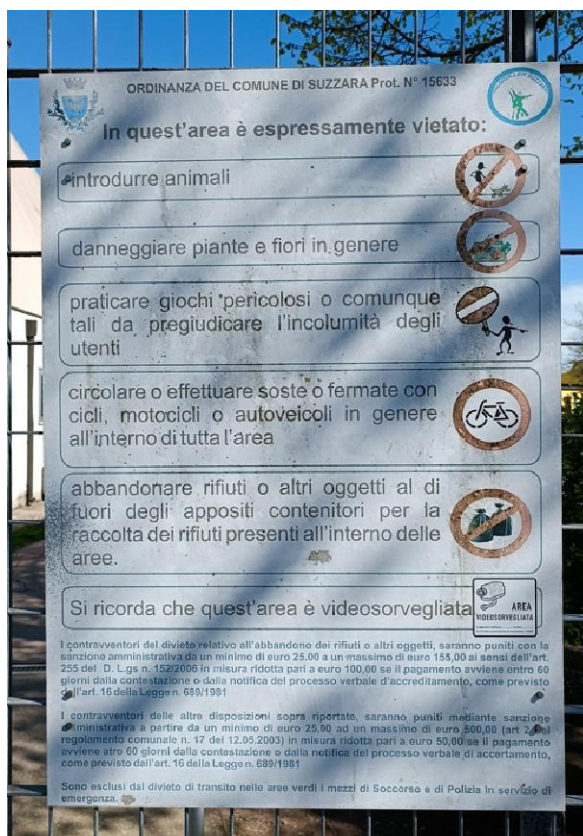 ORDINANZA DEL COMUNE DI SUZZARA Prot. N° 15633
In quest'area è espressamente vietato:
introdurre animali
danneggiare piante e fiori in genere
praticare giochi pericolosi o comunque
tali da pregiudicare l'incolumità degli
utenti
circolare o effettuare soste o fermate con
cicli, motocicli o autoveicoli in genere
all'interno di tutta l'area
abbandonare rifiuti o altri oggetti al di
fuori degli appositi contenitori per la
raccolta dei rifiuti presenti all'interno delle
aree.
Si ricorda che quest'area è videosorvegliata
AREA
VIDEOSORVEGLIATA
I contravventori del divieto relativo all'abbandono dei rifiuti o altri oggetti, saranno puniti con la
sanzione amministrativa da un minimo di euro 25,00 a un massimo di euro 155,00 ai sensi dell'art.
255 del D. L.gs n. 152/2006 in misura ridotta pari a euro 100,00 se il pagamento avviene entro 60
giorni dalla contestazione o dalla notifica del processo verbale d'accreditamento, come previsto
dall'art. 16 della Legge n. 689/1981
I contravventori delle altre disposizioni sopra riportate, saranno puniti mediante sanzione
amministrativa a partire da un minimo di euro 25,00 ad un massimo di euro 500,00 (art 2 del
regolamento comunale n. 17 del 12.05.2003) in misura ridotta pari a euro 50,00 se il pagamento
avviene atro 60 giorni dalla contestazione o dalla notifica del processo verbale di accertamento,
come previsto dall'art. 16 della Legge n. 689/1981
Sono esclusi dal divieto di transito nelle aree verdi i mezzi di Soccorso e di Polizia in servizio di
emergenza.